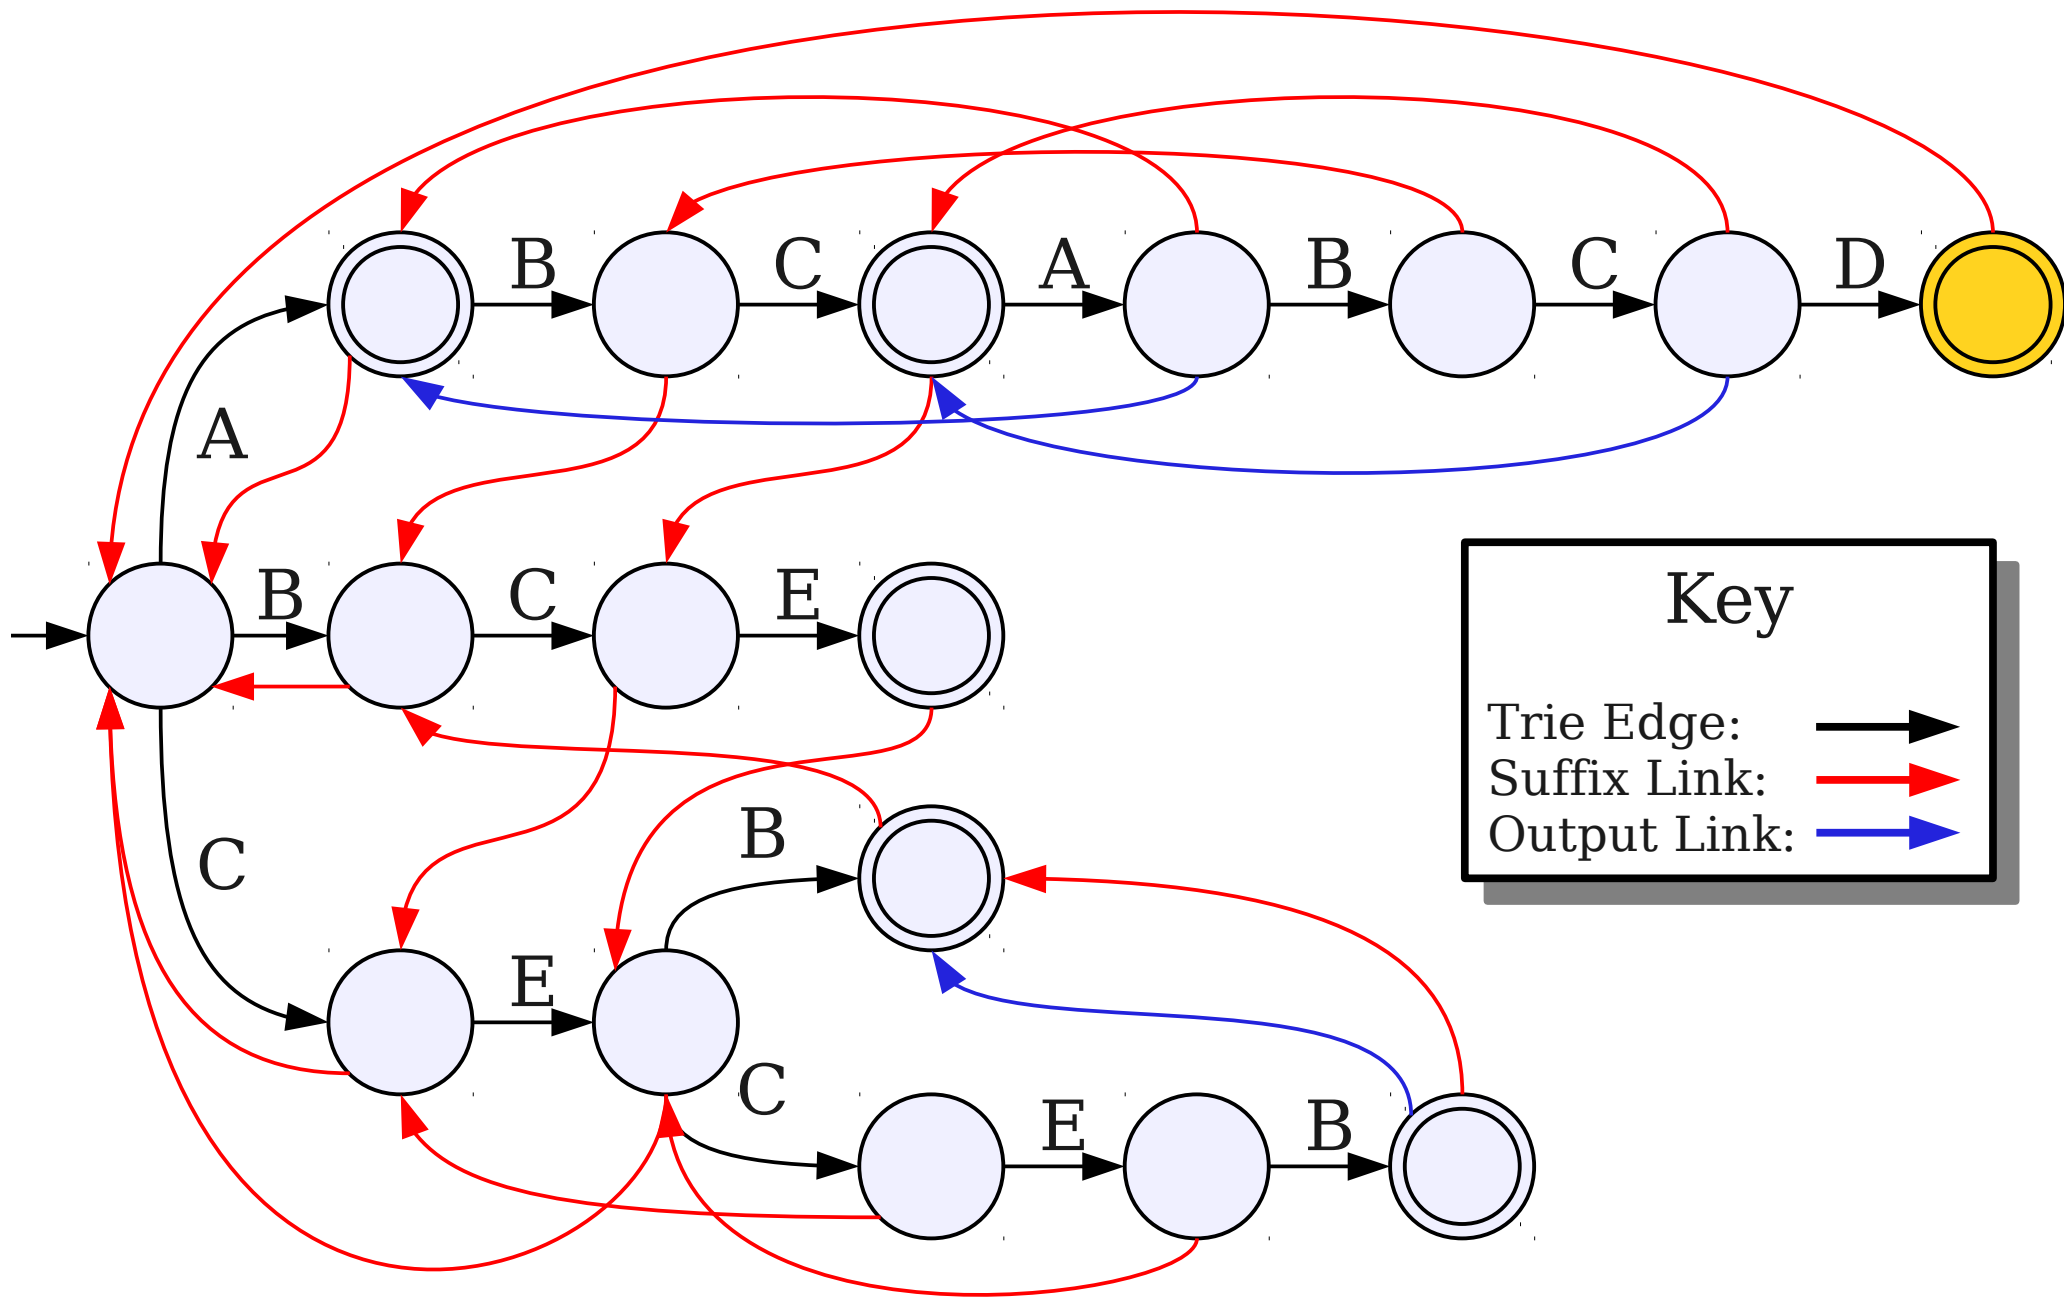 B C A B C D
A
B C E
Key
Trie Edge:
Suffix Link:
Output Link:
B
C
E
C
E B